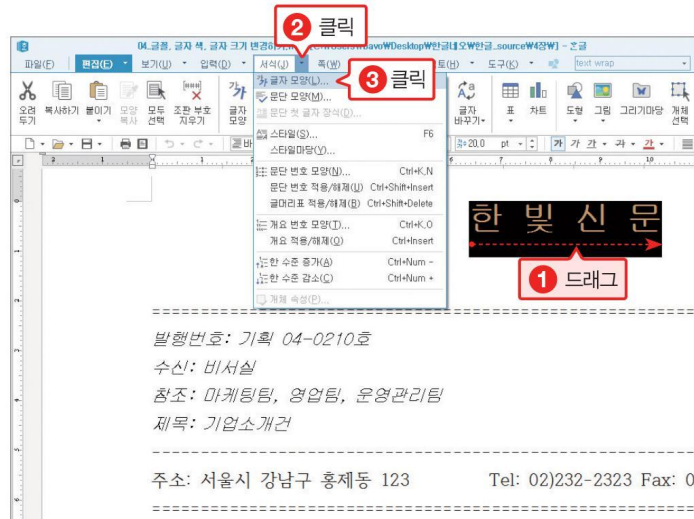 2 클릭
04_글꼴, 글자 색, 글자 크기 변경하기
파일(F) 편집(E) 보기(U) 입력(D) 서식(J) 쪽(W) 도구(K) text wrap
오려 두기 복사하기 붙이기 모양 복사 모두 선택 조판 부호 지우기 글자 모양 글자 바꾸기 표 차트 도형 그림 그리기마당 개체 선택
글자 모양(L)...
3 클릭
문단 모양(M)...
문단 첫 글자 장식(D)...
스타일(S)... F6
스타일마당(Y)...
문단 번호 모양(N)... Ctrl+K,N
문단 번호 적용/해제(U) Ctrl+Shift+Insert
글머리표 적용/해제(B) Ctrl+Shift+Delete
개요 번호 모양(T)... Ctrl+K,O
개요 적용/해제(O) Ctrl+Insert
한 수준 증가(A) Ctrl+Num -
한 수준 감소(C) Ctrl+Num +
개체 속성(P)...
20.0 pt 가 가 가 가 가
한 빛 신 문
1 드래그
발행번호: 기획 04-0210호
수신: 비서실
참조: 마케팅팀, 영업팀, 운영관리팀
제목: 기업소개건
주소: 서울시 강남구 홍제동 123 Tel: 02)232-2323 Fax: 0